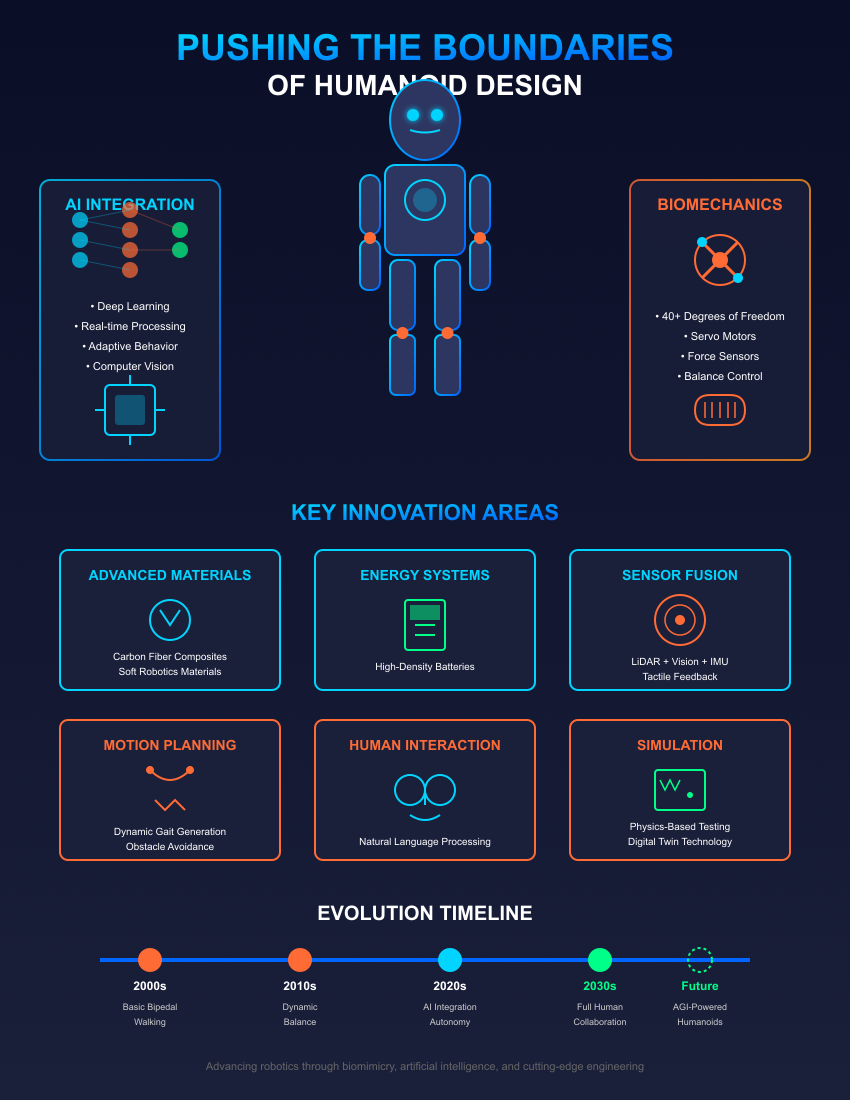 PUSHING THE BOUNDARIES
OF HUMANOID DESIGN
AI INTEGRATION
• Deep Learning
• Real-time Processing
• Adaptive Behavior
• Computer Vision
BIOMECHANICS
• 40+ Degrees of Freedom
• Servo Motors
• Force Sensors
• Balance Control
KEY INNOVATION AREAS
ADVANCED MATERIALS
Carbon Fiber Composites
Soft Robotics Materials
ENERGY SYSTEMS
High-Density Batteries
SENSOR FUSION
LiDAR + Vision + IMU
Tactile Feedback
MOTION PLANNING
Dynamic Gait Generation
Obstacle Avoidance
HUMAN INTERACTION
Natural Language Processing
SIMULATION
Physics-Based Testing
Digital Twin Technology
EVOLUTION TIMELINE
2000s
Basic Bipedal
Walking
2010s
Dynamic
Balance
2020s
AI Integration
Autonomy
2030s
Full Human
Collaboration
Future
AGI-Powered
Humanoids
Advancing robotics through biomimicry, artificial intelligence, and cutting-edge engineering